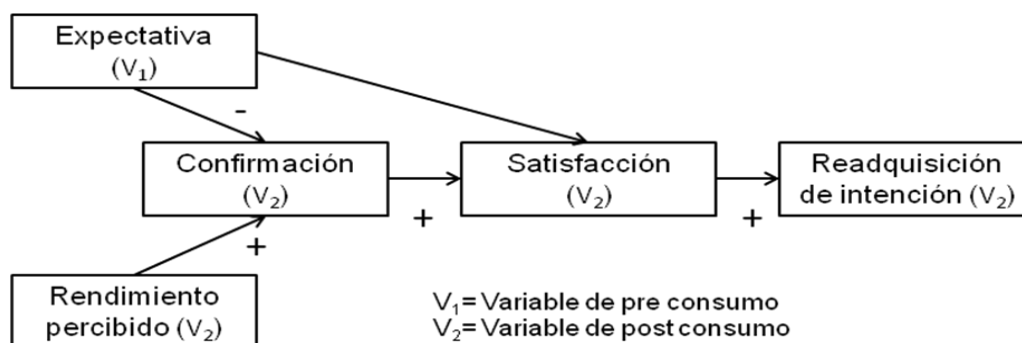 Expectativa
(V₁)
-
Confirmación
(V₂)
Satisfacción
(V₂)
Readquisición
de intención (V₂)
+
+
+
Rendimiento
percibido (V₂)
V₁= Variable de pre consumo
V₂= Variable de post consumo